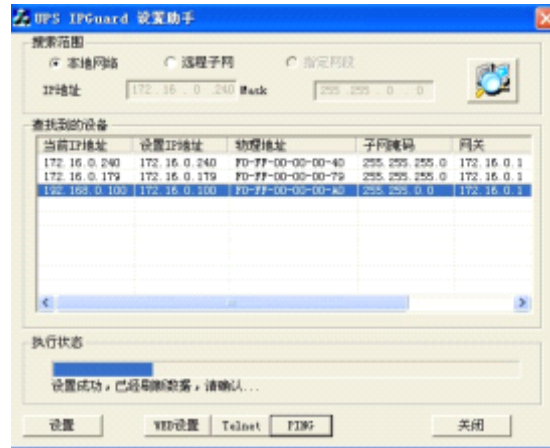 UPS IPGuard 设置助手
搜索范围
本地网络 远程子网 指定网段
IP地址 172 . 16 . 0 .240 Mask 255 .255 . 0 . 0
查找到的设备
当前IP地址 设置IP地址 物理地址 子网掩码 网关
172.16.0.240 172.16.0.240 F0-FF-00-00-00-40 255.255.255.0 172.16.0.1
172.16.0.179 172.16.0.179 F0-FF-00-00-00-79 255.255.255.0 172.16.0.1
192.168.0.100 172.16.0.100 F0-FF-00-00-00-A0 255.255.0.0 172.16.0.1
执行状态
设置成功，已经刷新数据，请确认...
设置 WEB设置 Telnet PING 关闭